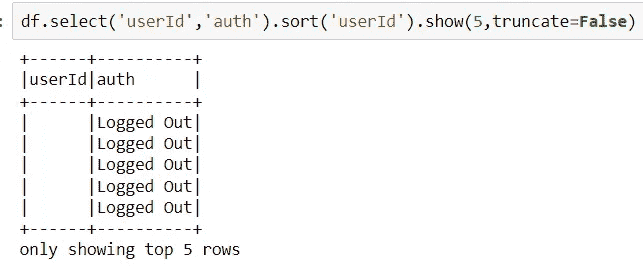 : df.select('userId','auth').sort('userId').show(5,truncate=False)
+------+----------+
|userId|auth      |
+------+----------+
|      |Logged Out|
|      |Logged Out|
|      |Logged Out|
|      |Logged Out|
|      |Logged Out|
+------+----------+
only showing top 5 rows